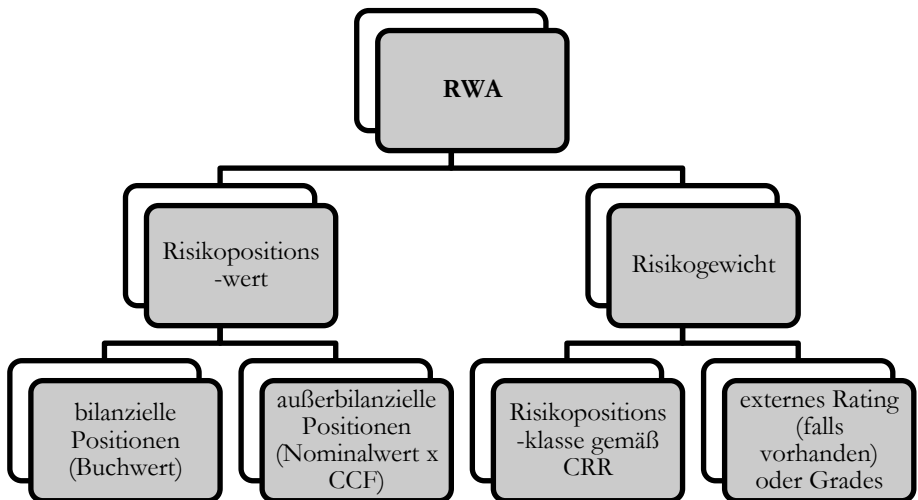 RWA
Risikopositions
-wert
Risikogewicht
bilanzielle
Positionen
(Buchwert)
außerbilanzielle
Positionen
(Nominalwert x
CCF)
Risikopositions
-klasse gemäß
CRR
externes Rating
(falls
vorhanden)
oder Grades